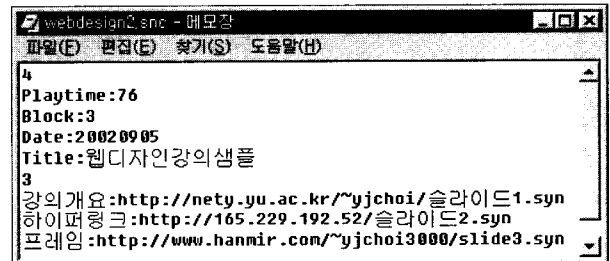 webdesign2.snc - 메모장
파일(F) 편집(E) 찾기(S) 도움말(H)
4
Playtime:76
Block:3
Date:20020905
Title:웹디자인강의샘플
3
강의개요:http://nety.yu.ac.kr/~yjchoi/슬라이드1.syn
하이퍼링크:http://165.229.192.52/슬라이드2.syn
프레임:http://www.hanmir.com/~yjchoi3000/slide3.syn